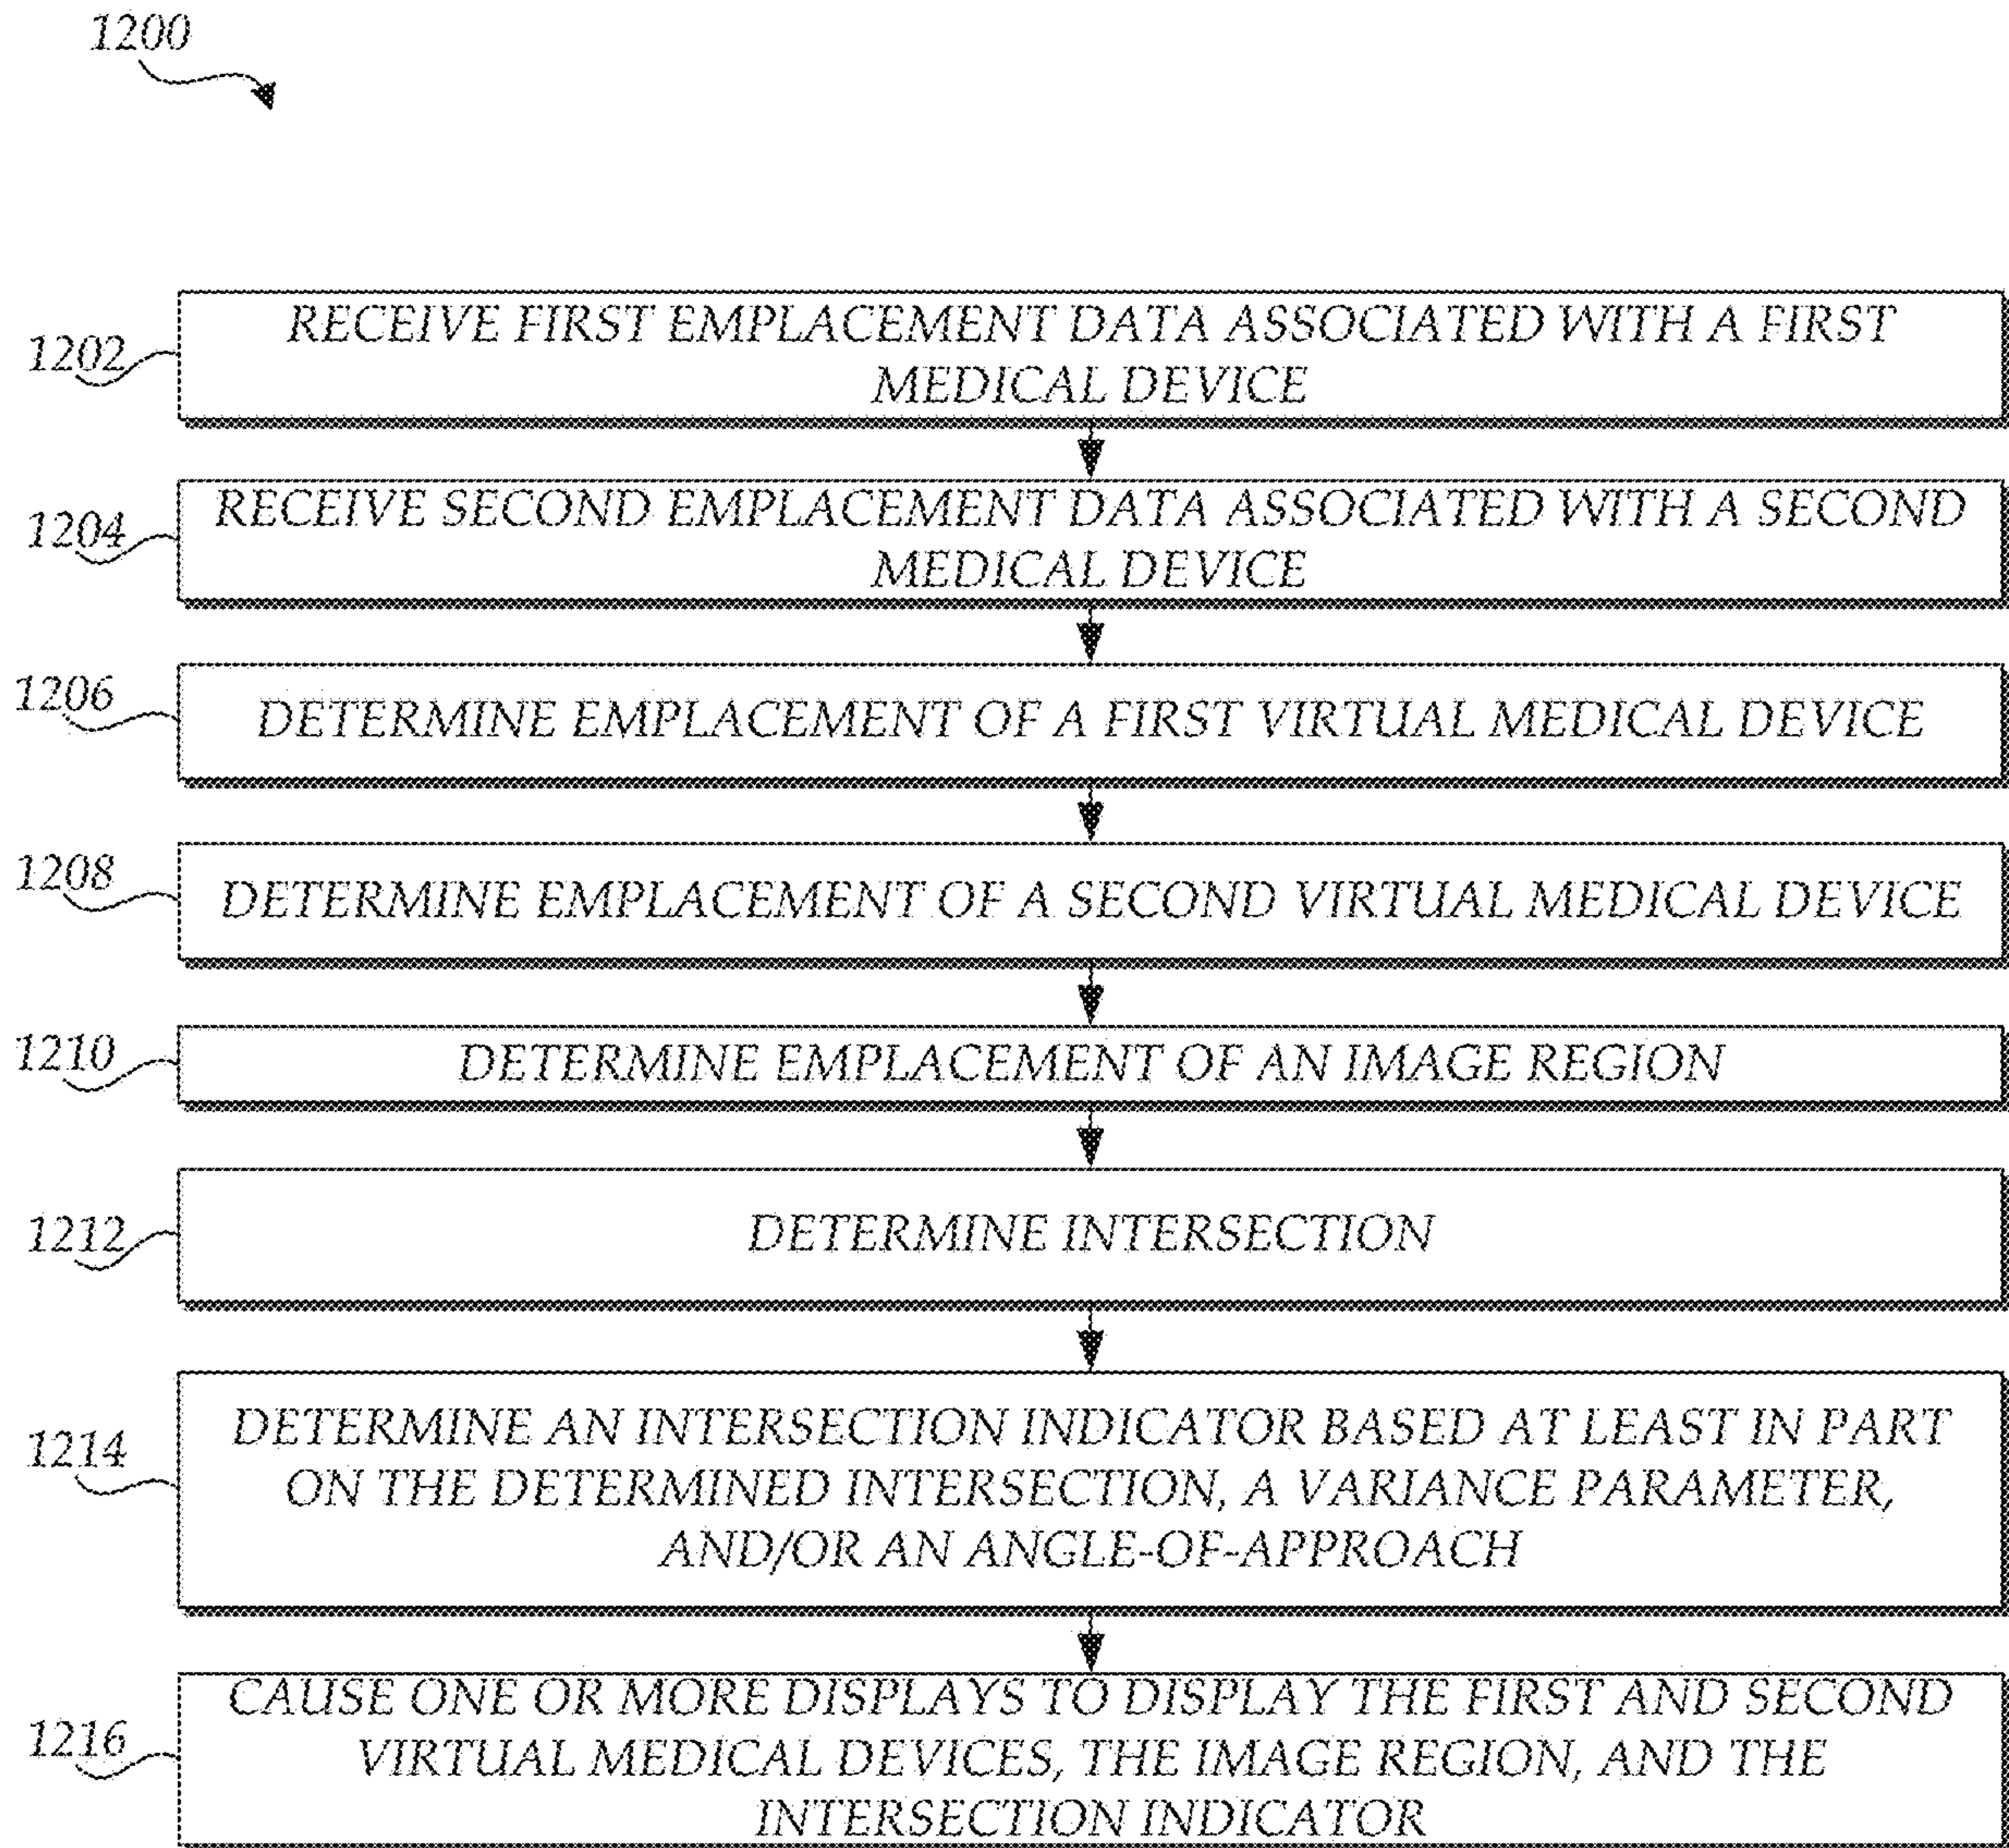 1200
1202
RECEIVE FIRST EMPLACEMENT DATA ASSOCIATED WITH A FIRST
MEDICAL DEVICE
1204
RECEIVE SECOND EMPLACEMENT DATA ASSOCIATED WITH A SECOND
MEDICAL DEVICE
1206
DETERMINE EMPLACEMENT OF A FIRST VIRTUAL MEDICAL DEVICE
1208
DETERMINE EMPLACEMENT OF A SECOND VIRTUAL MEDICAL DEVICE
1210
DETERMINE EMPLACEMENT OF AN IMAGE REGION
1212
DETERMINE INTERSECTION
1214
DETERMINE AN INTERSECTION INDICATOR BASED AT LEAST IN PART
ON THE DETERMINED INTERSECTION, A VARIANCE PARAMETER,
AND/OR AN ANGLE-OF-APPROACH
1216
CAUSE ONE OR MORE DISPLAYS TO DISPLAY THE FIRST AND SECOND
VIRTUAL MEDICAL DEVICES, THE IMAGE REGION, AND THE
INTERSECTION INDICATOR